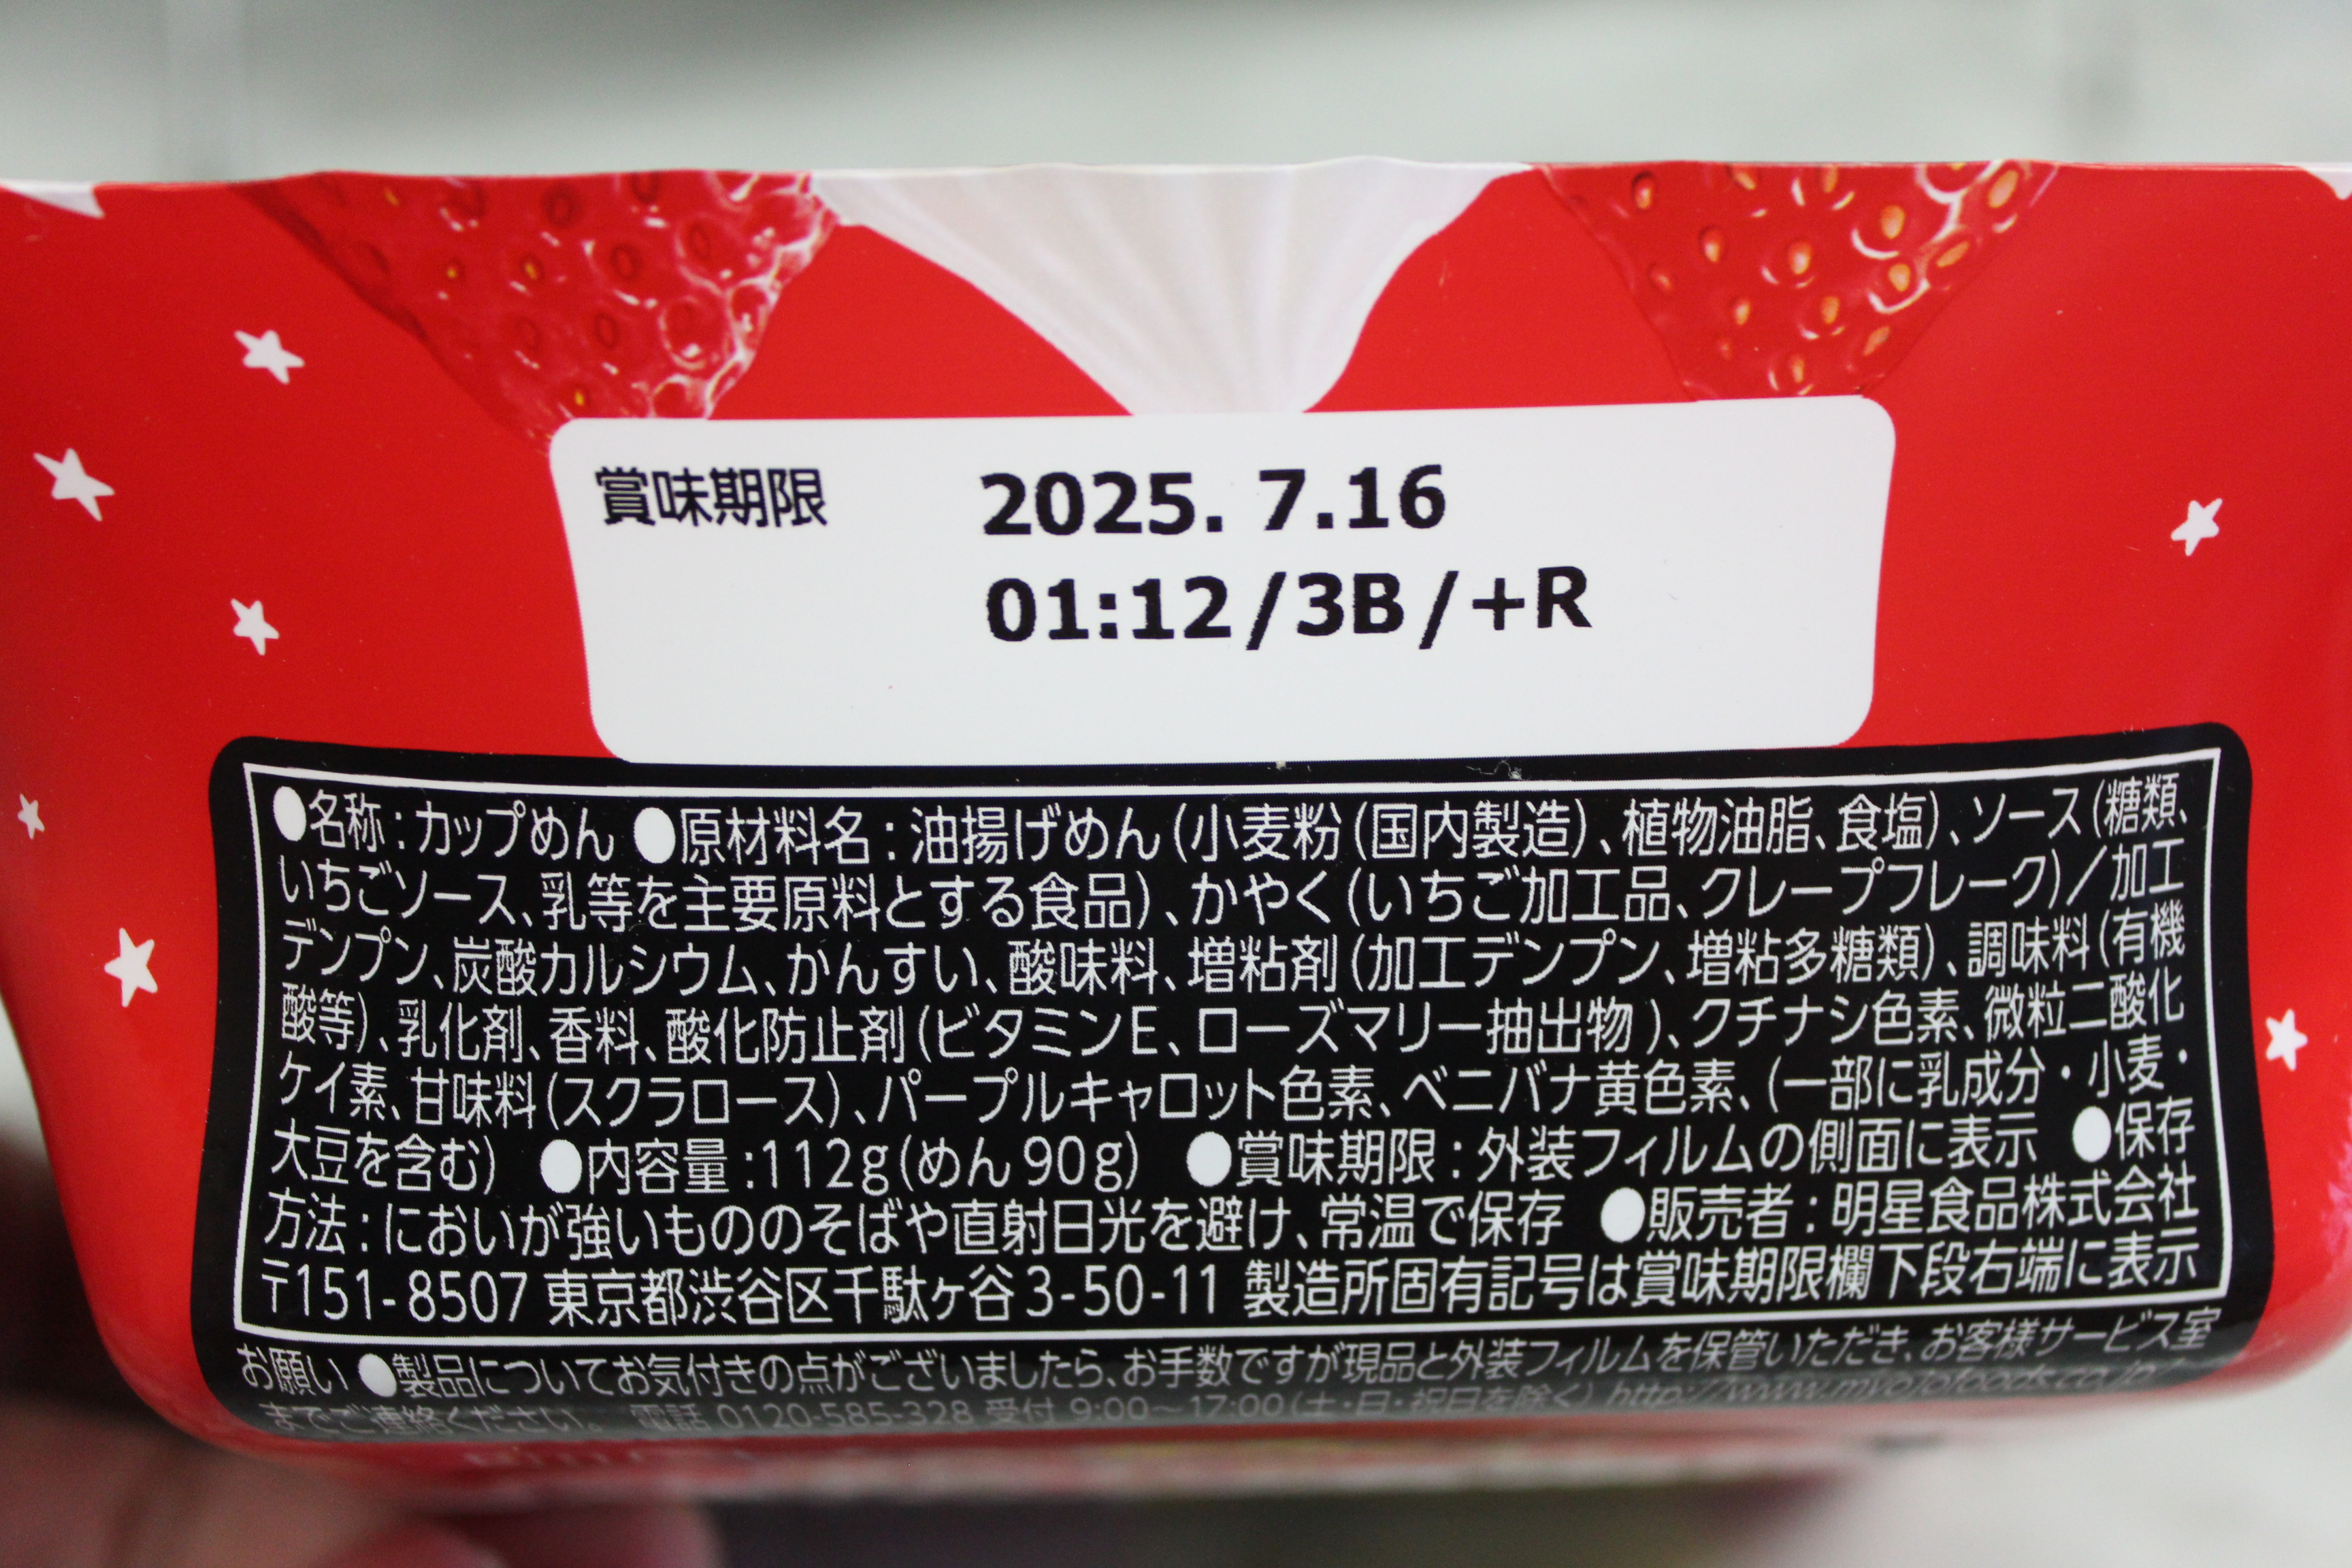 賞味期限 2025. 7.16
01:12/3B/+R
●名称：カップめん ●原材料名：油揚げめん（小麦粉（国内製造）、植物油脂、食塩）、ソース（糖類、
いちごソース、乳等を主要原料とする食品）、かやく（いちご加工品、クレープフレーク）／加工
デンプン、炭酸カルシウム、かんすい、酸味料、増粘剤（加工デンプン、増粘多糖類）、調味料（有機
酸等）、乳化剤、香料、酸化防止剤（ビタミンE、ローズマリー抽出物）、クチナシ色素、微粒二酸化
ケイ素、甘味料（スクラロース）、パープルキャロット色素、ベニバナ黄色素、（一部に乳成分・小麦・
大豆を含む） ●内容量：112g（めん90g） ●賞味期限：外装フィルムの側面に表示 ●保存
方法：においが強いもののそばや直射日光を避け、常温で保存 ●販売者：明星食品株式会社
〒151-8507 東京都渋谷区千駄ヶ谷3-50-11 製造所固有記号は賞味期限欄下段右端に表示
お願い ●製品についてお気付きの点がございましたら、お手数ですが現品と外装フィルムを保管いただき、お客様サービス室
までご連絡ください。 電話 0120-585-328 受付 9:00～17:00（土・日・祝日を除く） http://www.myojofoods.co.jp/